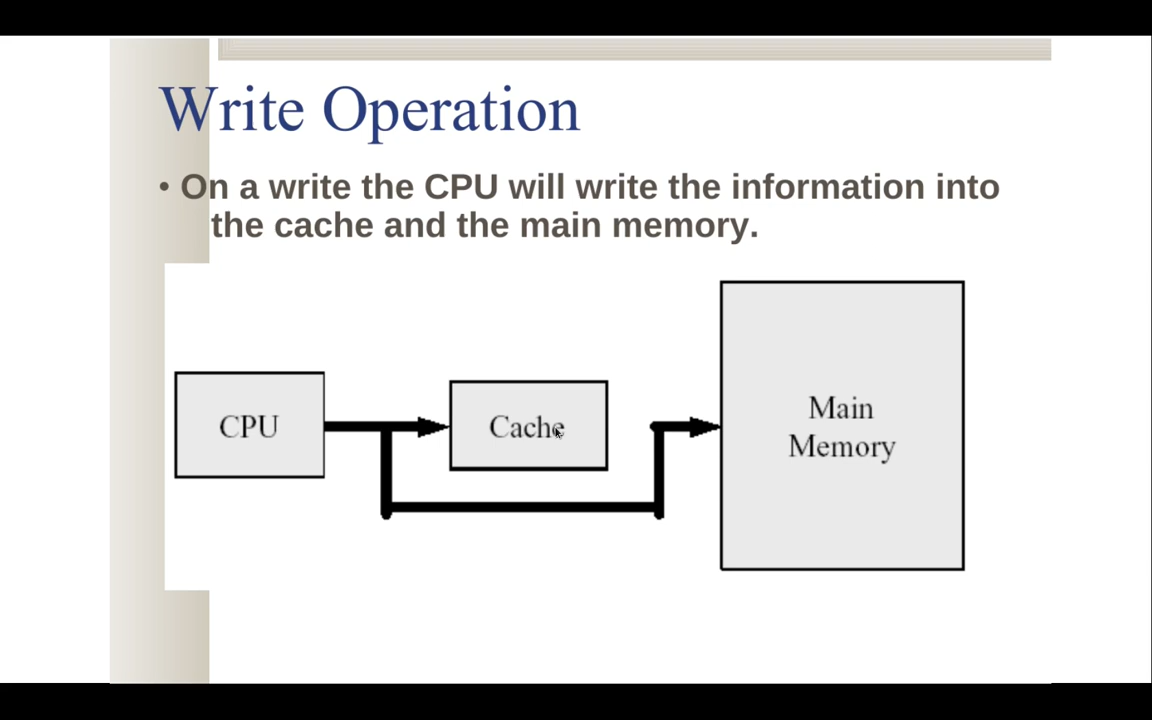 Write Operation
• On a write the CPU will write the information into
the cache and the main memory.
CPU
Cache
Main
Memory